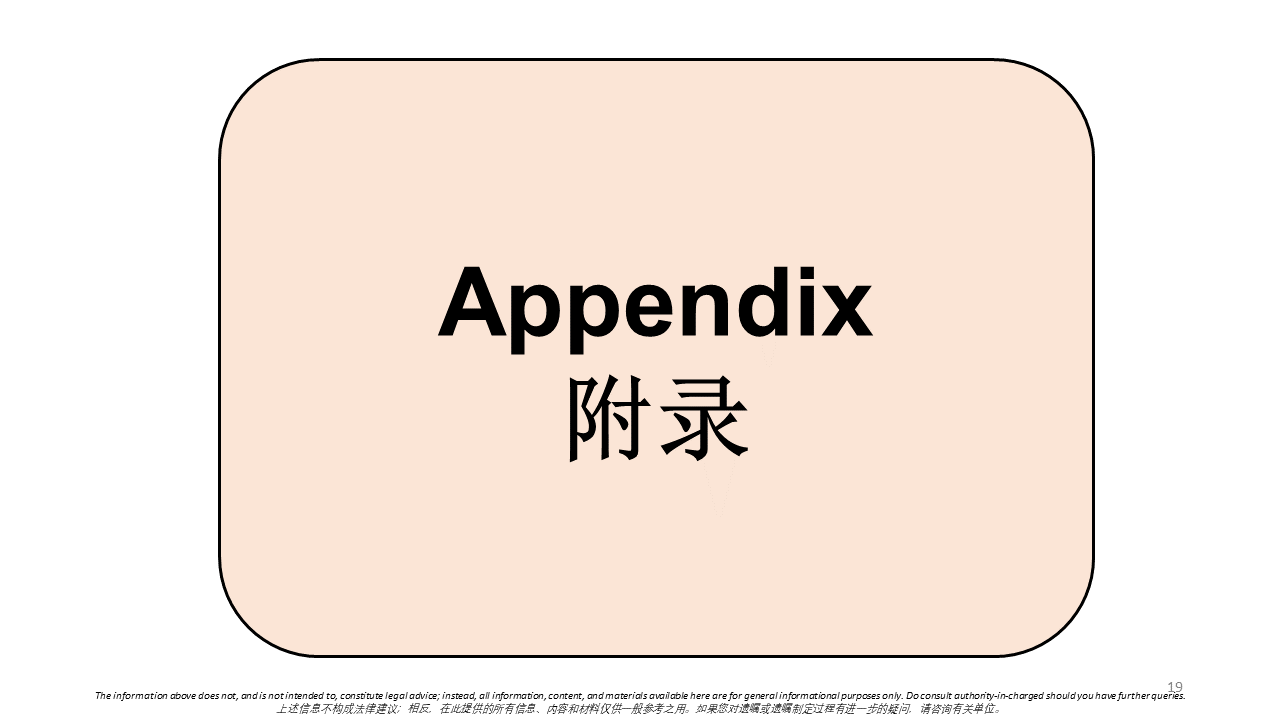 Appendix
附录
19
The information above does not, and is not intended to, constitute legal advice; instead, all information, content, and materials available here are for general informational purposes only. Do consult authority-in-charged should you have further queries.
上述信息不构成法律建议；相反，在此提供的所有信息、内容和材料仅供一般参考之用。如果您对遗嘱或遗嘱制定过程有进一步的疑问，请咨询有关单位。